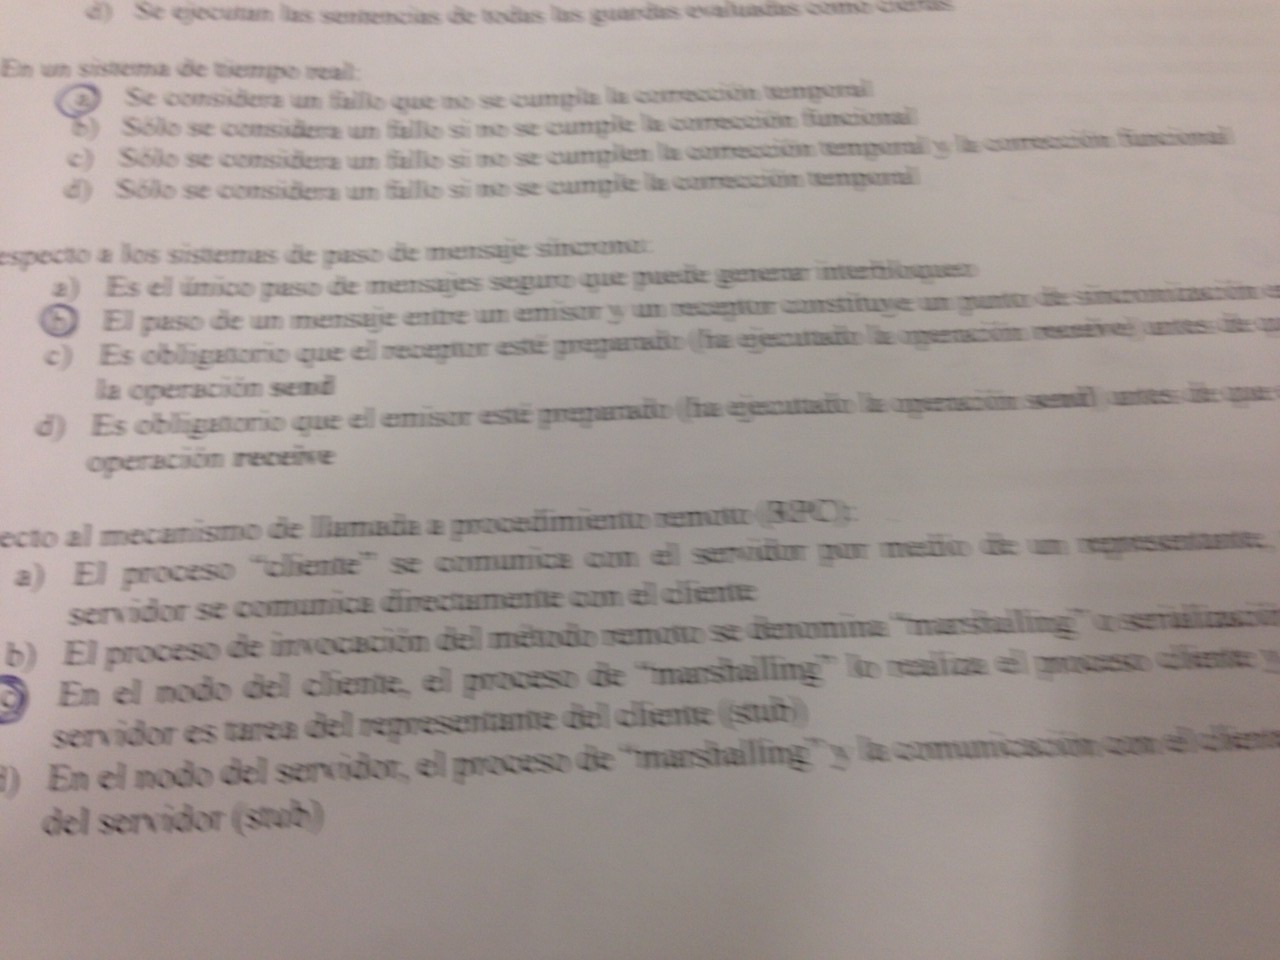 d) Se ejecutan las sentencias de todas las guardas evaluadas como ciertas
En un sistema de tiempo real:
a) Se considera un fallo que no se cumpla la corrección temporal
b) Sólo se considera un fallo si no se cumple la corrección funcional
c) Sólo se considera un fallo si no se cumplen la corrección temporal y la corrección funcional
d) Sólo se considera un fallo si no se cumple la corrección temporal
especto a los sistemas de paso de mensaje síncrono:
a) Es el único paso de mensajes seguro que puede generar interbloqueo
b) El paso de un mensaje entre un emisor y un receptor constituye un punto de sincronización
c) Es obligatorio que el receptor esté preparado (ha ejecutado la operación receive) antes de
la operación send
d) Es obligatorio que el emisor esté preparado (ha ejecutado la operación send) antes de que
operación receive
ecto al mecanismo de llamada a procedimiento remoto (RPC):
a) El proceso "cliente" se comunica con el servidor por medio de un representante,
servidor se comunica directamente con el cliente
b) El proceso de invocación del método remoto se denomina "marshalling" o serialización
c) En el nodo del cliente, el proceso de "marshalling" lo realiza el proceso cliente y
servidor es tarea del representante del cliente (stub)
d) En el nodo del servidor, el proceso de "marshalling" y la comunicación con el cliente
del servidor (stub)